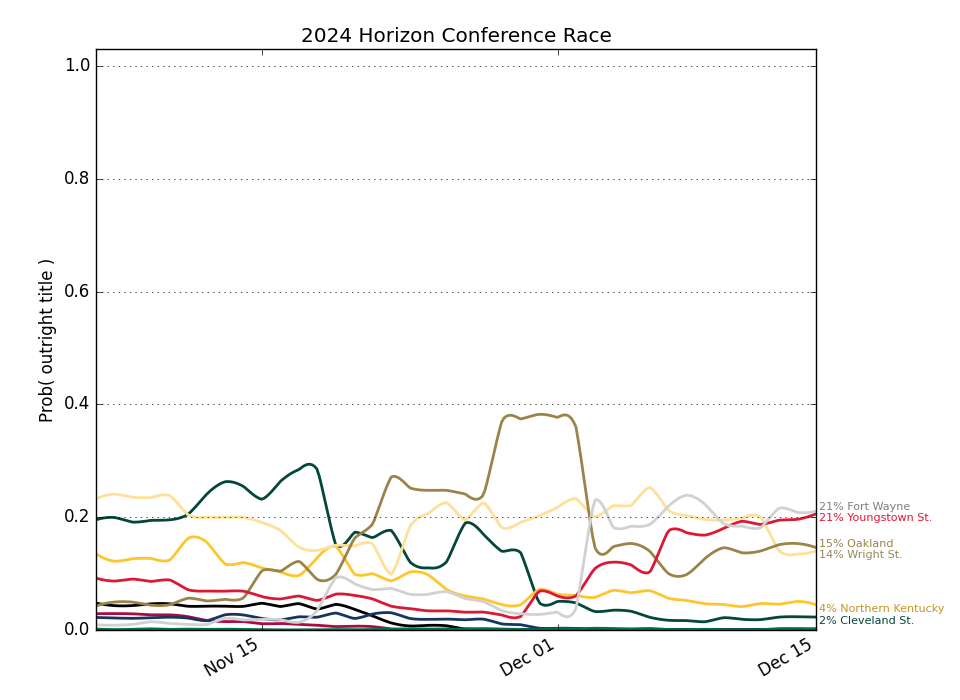 2024 Horizon Conference Race
1.0
0.8
0.6
0.4
0.2
0.0
Prob( outright title )
Nov 15
Dec 01
Dec 15
21% Fort Wayne
21% Youngstown St.
15% Oakland
14% Wright St.
4% Northern Kentucky
2% Cleveland St.